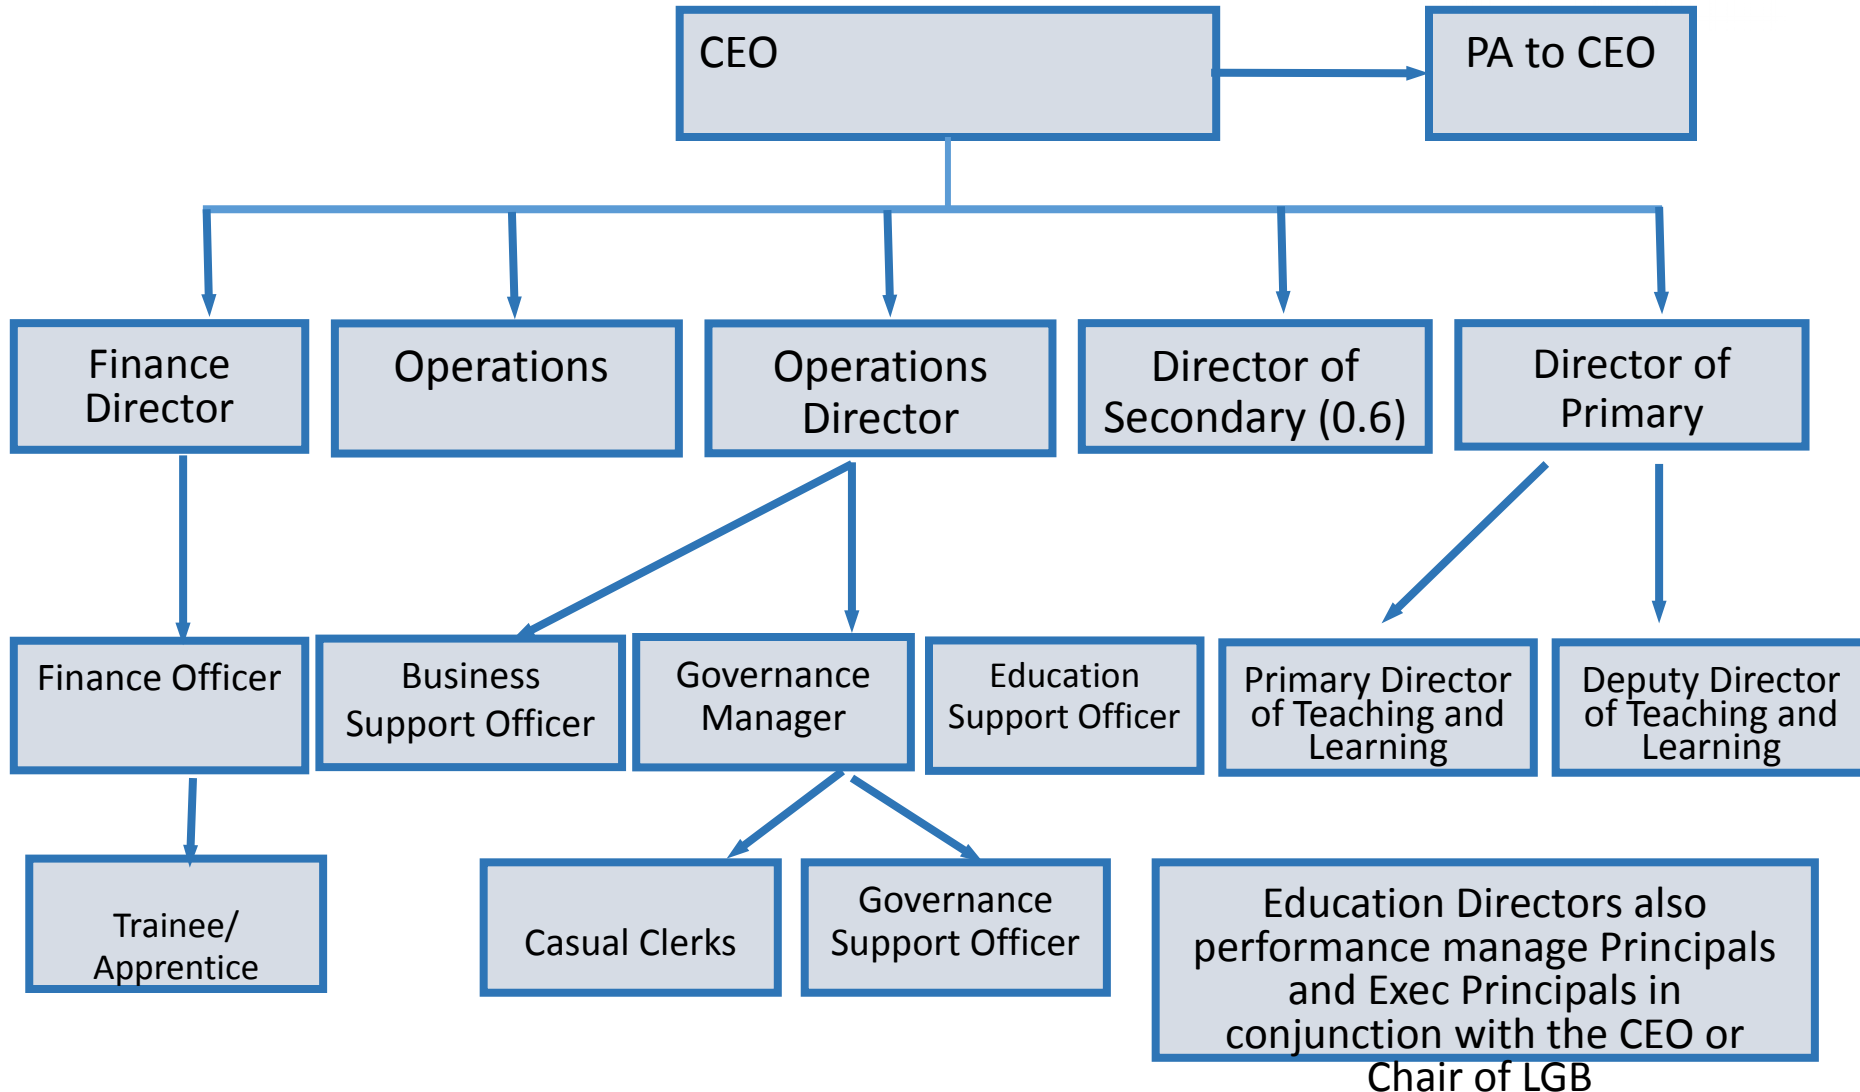 CEO
PA to CEO
Finance
Director
Operations
Operations
Director
Director of
Secondary (0.6)
Director of
Primary
Finance Officer
Business
Support Officer
Governance
Manager
Education
Support Officer
Primary Director
of Teaching and
Learning
Deputy Director
of Teaching and
Learning
Trainee/
Apprentice
Casual Clerks
Governance
Support Officer
Education Directors also
performance manage Principals
and Exec Principals in
conjunction with the CEO or
Chair of LGB